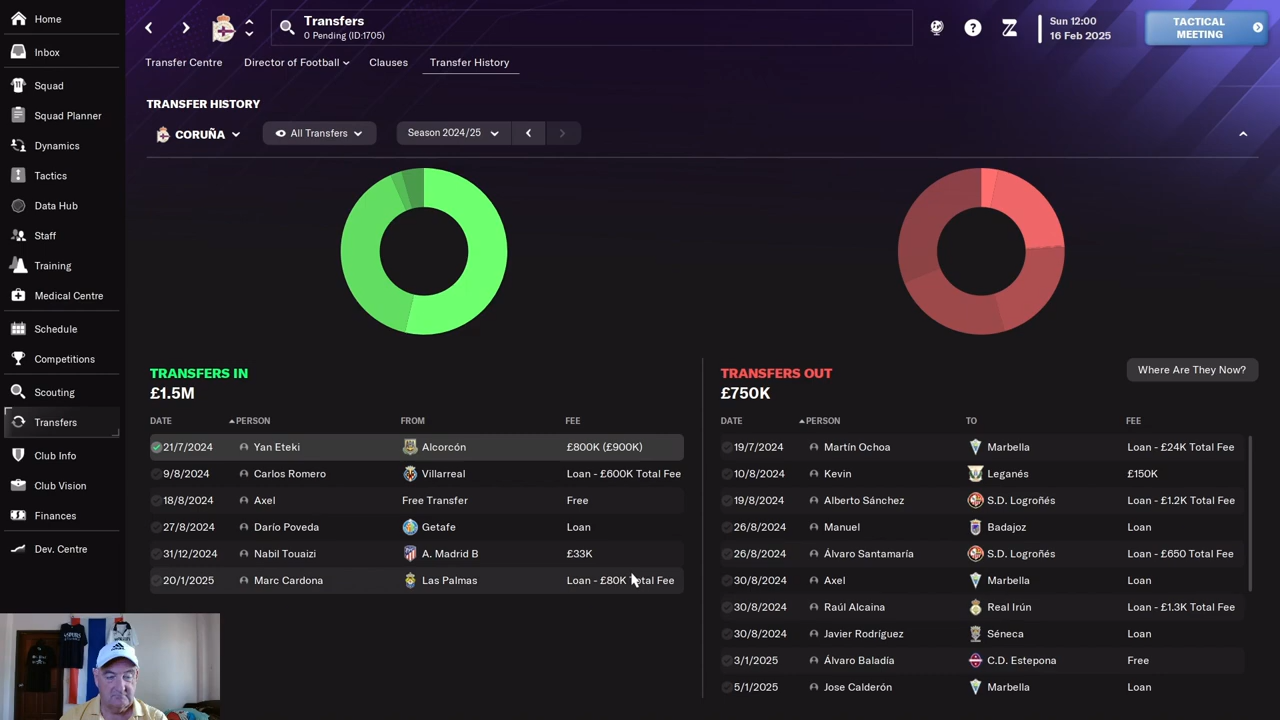 Home
Transfers
0 Pending (ID:1705)
Sun 12:00
16 Feb 2025
TACTICAL
MEETING
Inbox
Transfer Centre
Director of Football
Clauses
Transfer History
Squad
Squad Planner
Dynamics
Tactics
Data Hub
Staff
Training
Medical Centre
Schedule
Competitions
Scouting
Transfers
Club Info
Club Vision
Finances
Dev. Centre
TRANSFER HISTORY
CORUÑA
All Transfers
Season 2024/25
TRANSFERS IN
£1.5M
DATE PERSON FROM FEE
21/7/2024 Yan Eteki Alcorcón £800K (£900K)
9/8/2024 Carlos Romero Villarreal Loan - £600K Total Fee
18/8/2024 Axel Free Transfer Free
27/8/2024 Darío Poveda Getafe Loan
31/12/2024 Nabil Touaizi A. Madrid B £33K
20/1/2025 Marc Cardona Las Palmas Loan - £80K Total Fee
TRANSFERS OUT
£750K
Where Are They Now?
DATE PERSON TO FEE
19/7/2024 Martín Ochoa Marbella Loan - £24K Total Fee
10/8/2024 Kevin Leganés £150K
19/8/2024 Alberto Sánchez S.D. Logroñés Loan - £1.2K Total Fee
26/8/2024 Manuel Badajoz Loan
26/8/2024 Álvaro Santamaría S.D. Logroñés Loan - £650 Total Fee
30/8/2024 Axel Marbella Loan
30/8/2024 Raúl Alcaina Real Irún Loan - £1.3K Total Fee
30/8/2024 Javier Rodríguez Séneca Loan
3/1/2025 Álvaro Baladía C.D. Estepona Free
5/1/2025 Jose Calderón Marbella Loan